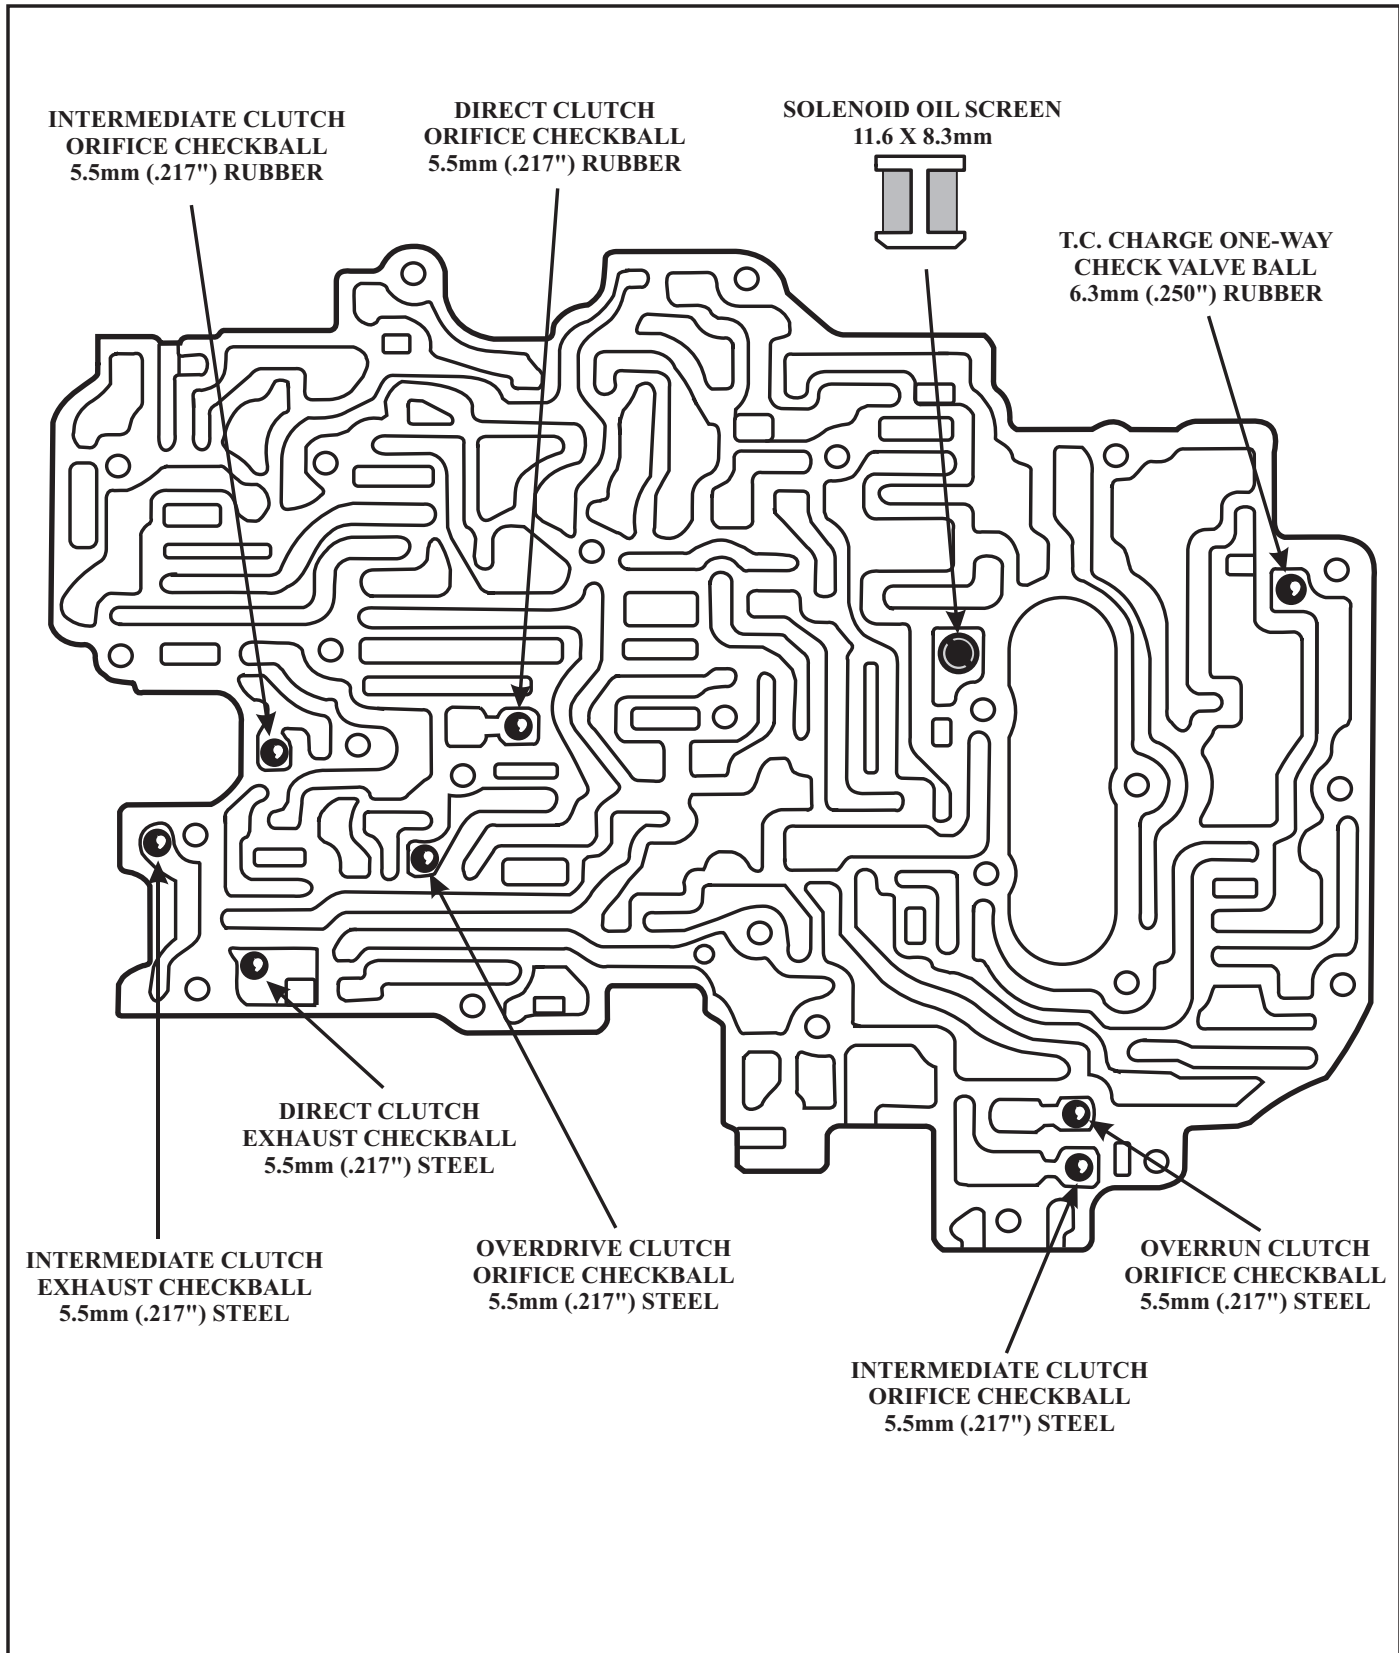 INTERMEDIATE CLUTCH
ORIFICE CHECKBALL
5.5mm (.217") RUBBER
DIRECT CLUTCH
ORIFICE CHECKBALL
5.5mm (.217") RUBBER
SOLENOID OIL SCREEN
11.6 X 8.3mm
T.C. CHARGE ONE-WAY
CHECK VALVE BALL
6.3mm (.250") RUBBER
DIRECT CLUTCH
EXHAUST CHECKBALL
5.5mm (.217") STEEL
INTERMEDIATE CLUTCH
EXHAUST CHECKBALL
5.5mm (.217") STEEL
OVERDRIVE CLUTCH
ORIFICE CHECKBALL
5.5mm (.217") STEEL
OVERRUN CLUTCH
ORIFICE CHECKBALL
5.5mm (.217") STEEL
INTERMEDIATE CLUTCH
ORIFICE CHECKBALL
5.5mm (.217") STEEL